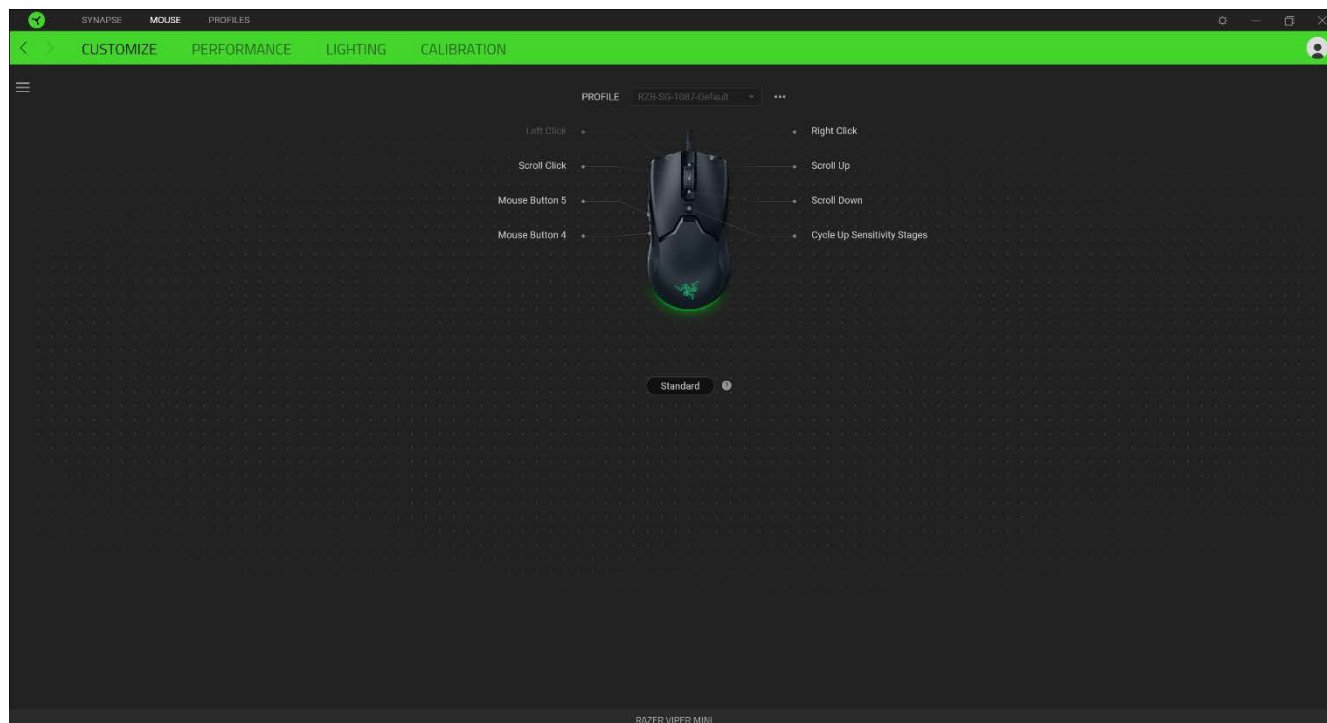 SYNAPSE MOUSE PROFILES
CUSTOMIZE PERFORMANCE LIGHTING CALIBRATION
PROFILE RZR-SG-1087-Default
Left Click Right Click
Scroll Click Scroll Up
Mouse Button 5 Scroll Down
Mouse Button 4 Cycle Up Sensitivity Stages
Standard ?
RAZER VIPER MINI